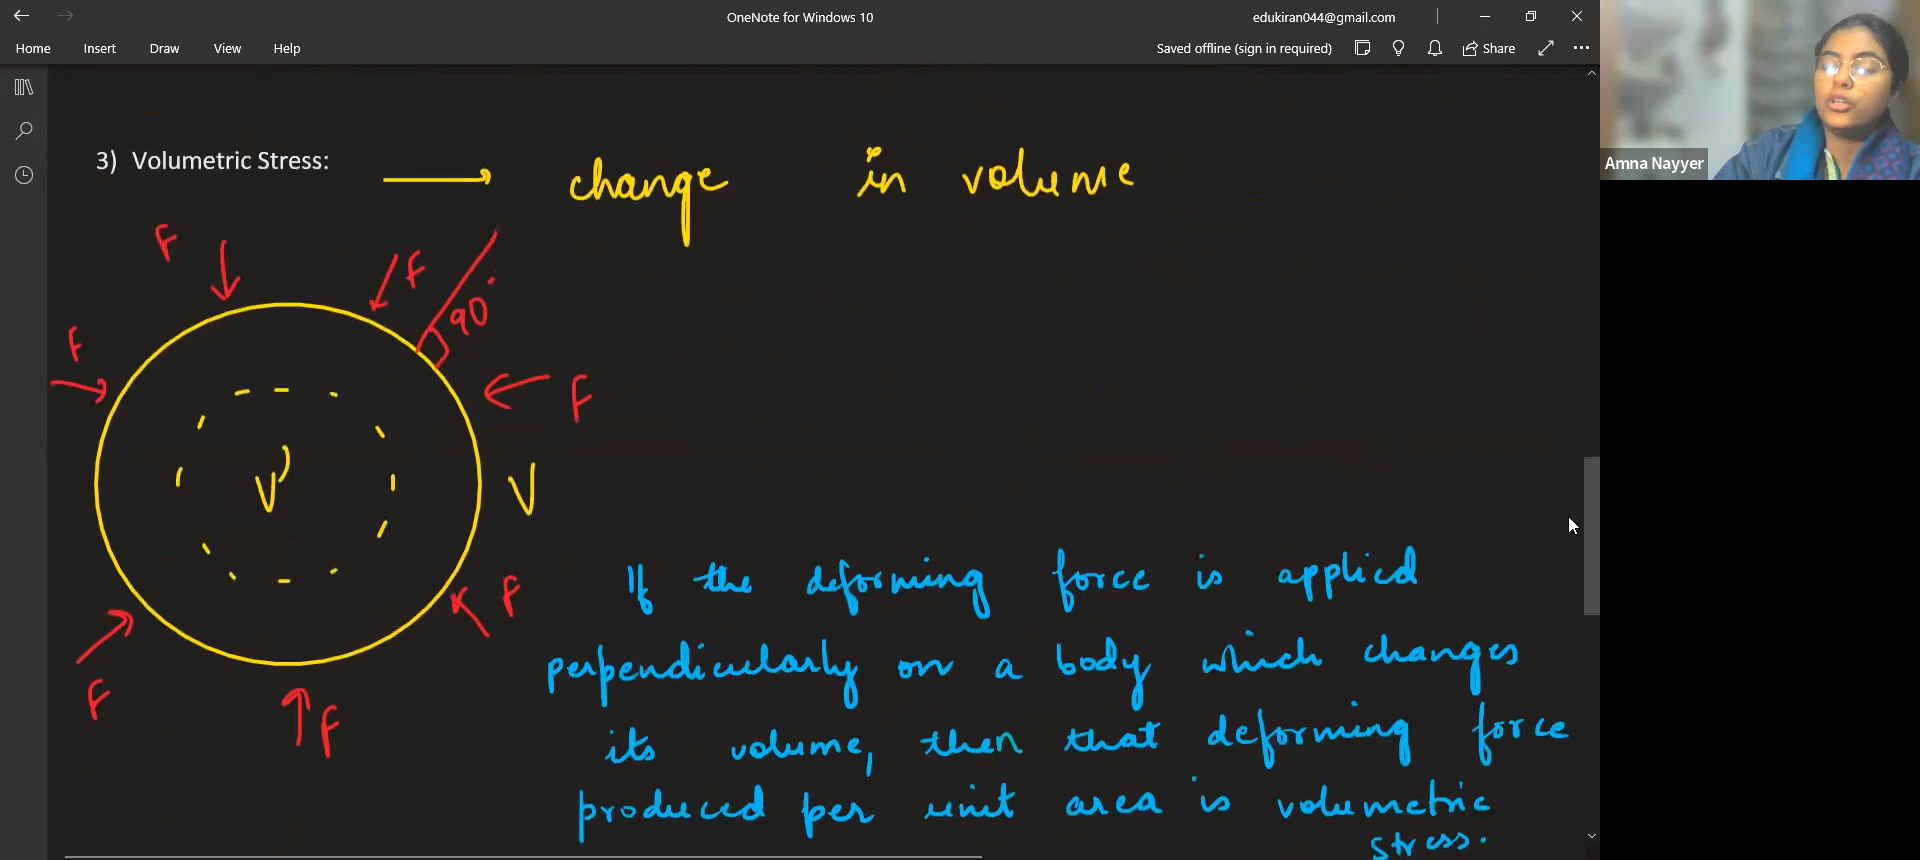 OneNote for Windows 10
edukiran044@gmail.com
Home Insert Draw View Help
Saved offline (sign in required)
Share
Amna Nayyer
3) Volumetric Stress: → change in volume
F
F
90°
F
F
V'
V
F
F
F
If the deforming force is applied
perpendicularly on a body which changes
its volume, then that deforming force
produced per unit area is volumetric
stress.